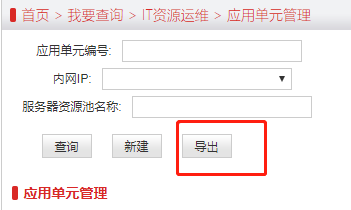 首页 > 我要查询 > IT资源运维 > 应用单元管理
应用单元编号:
内网IP:
服务器资源池名称:
查询 新建 导出
应用单元管理